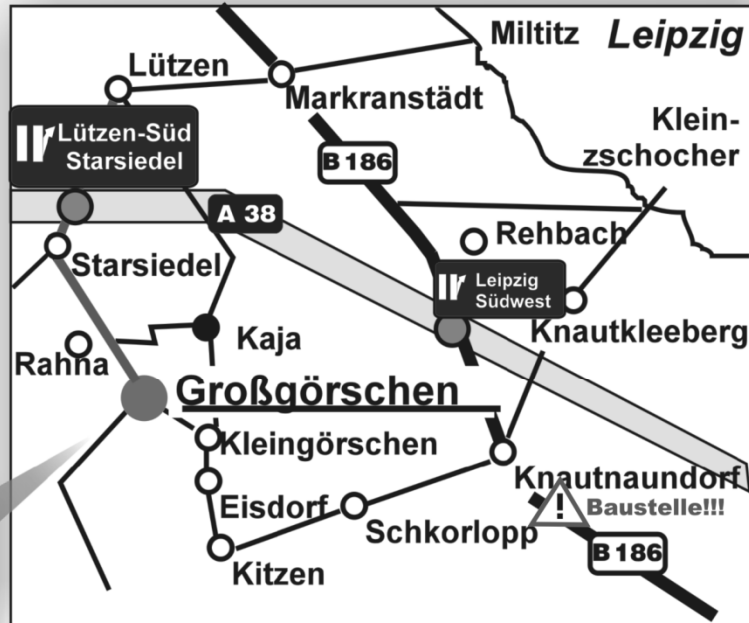 Miltitz
Leipzig
Lützen
Markranstädt
Klein-
zschocher
Lützen-Süd
Starsiedel
B 186
A 38
Rehbach
Starsiedel
Leipzig
Südwest
Knautkleeberg
Kaja
Rahna
Großgörschen
Kleingörschen
Knautnaundorf
Eisdorf
! Baustelle!!!
Schkorlopp
B 186
Kitzen